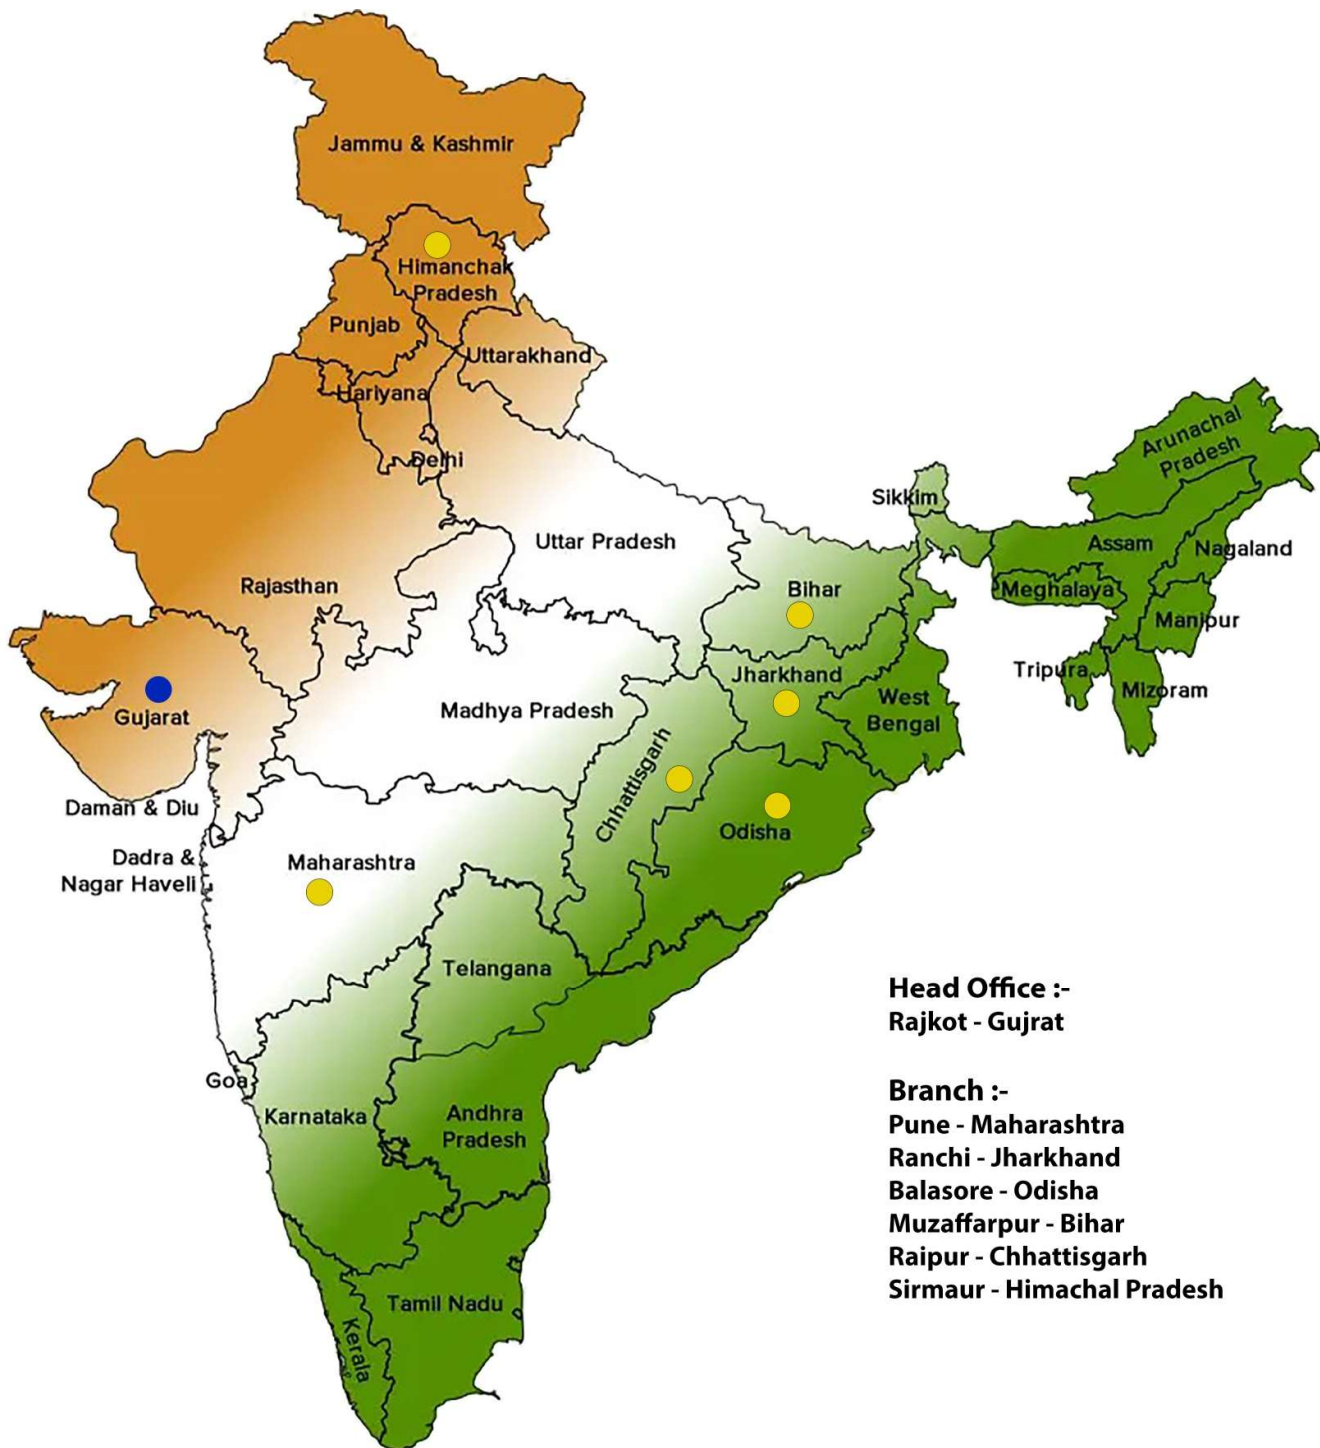 Jammu & Kashmir
Himanchak
Pradesh
Punjab
Uttarakhand
Hariyana
Delhi
Arunachal
Pradesh
Sikkim
Uttar Pradesh
Assam
Nagaland
Rajasthan
Bihar
Meghalaya
Manipur
Jharkhand
Tripura
Mizoram
West
Bengal
Gujarat
Madhya Pradesh
Chhattisgarh
Daman & Diu
Odisha
Dadra &
Nagar Haveli
Maharashtra
Telangana
Goa
Karnataka
Andhra
Pradesh
Tamil Nadu
Kerala
Head Office :-
Rajkot - Gujrat
Branch :-
Pune - Maharashtra
Ranchi - Jharkhand
Balasore - Odisha
Muzaffarpur - Bihar
Raipur - Chhattisgarh
Sirmaur - Himachal Pradesh